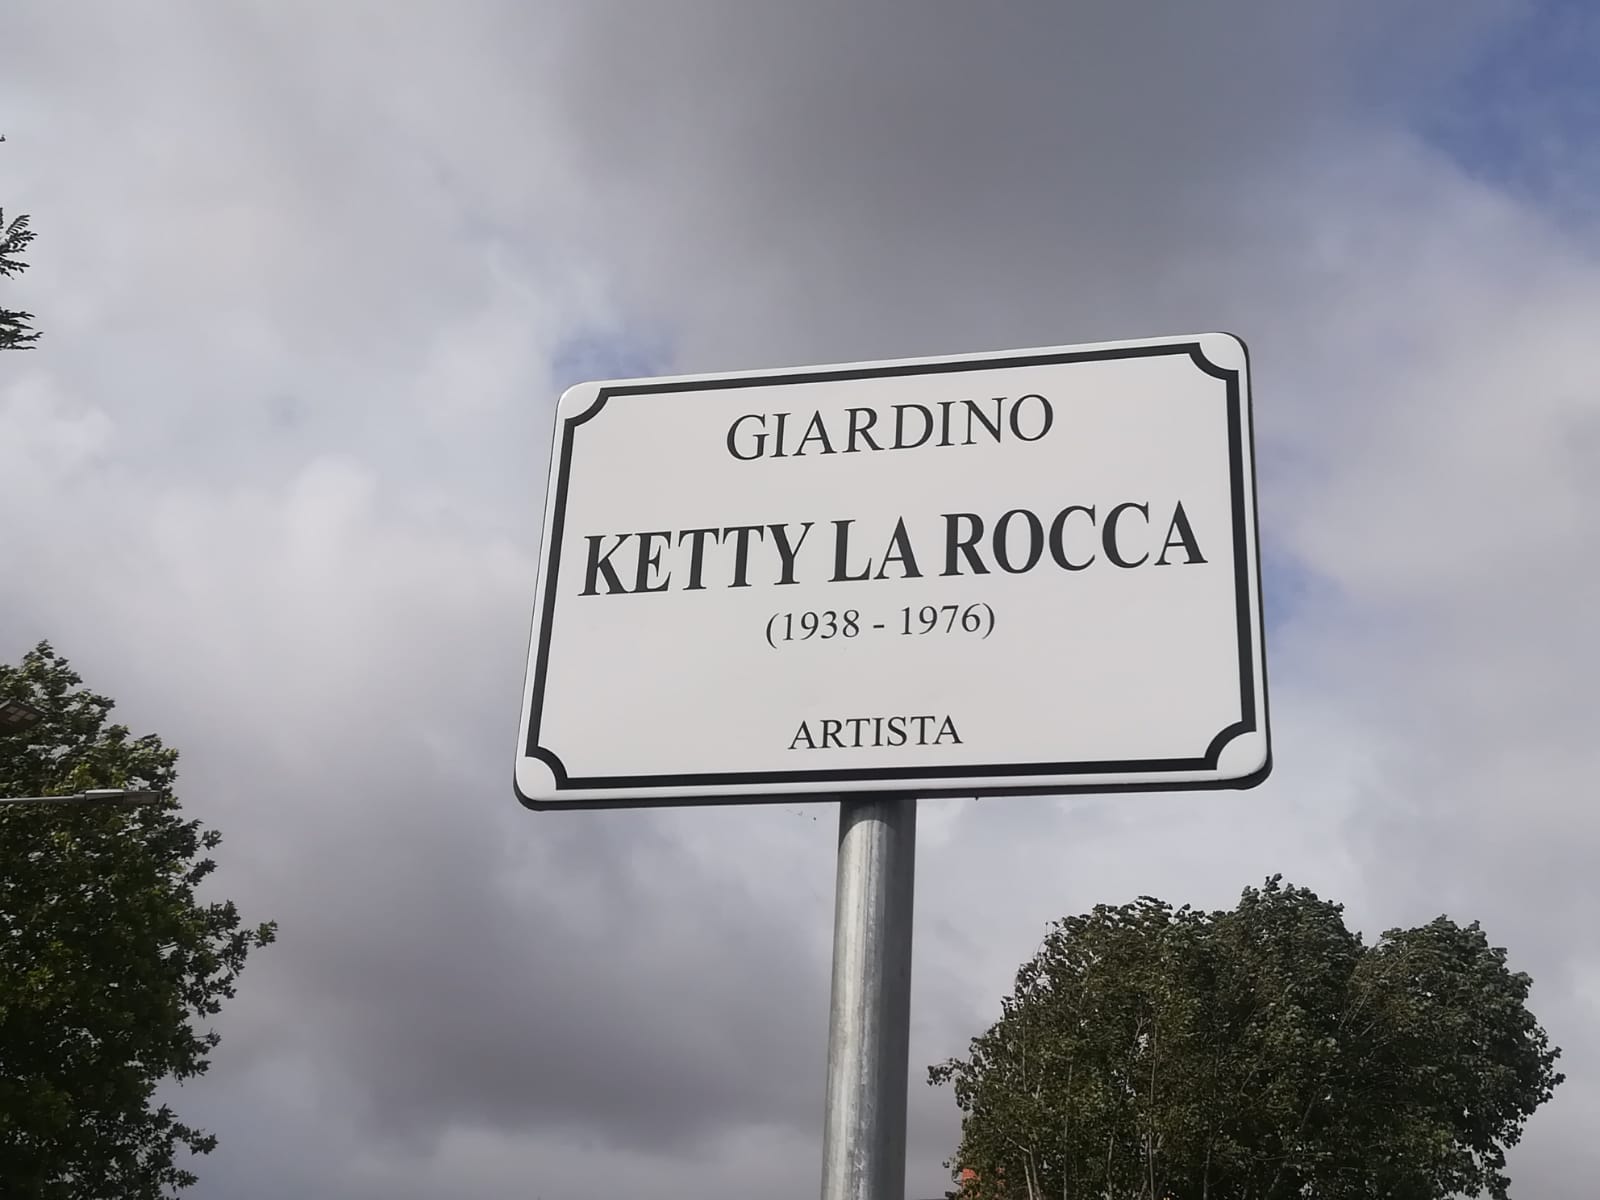 GIARDINO
KETTY LA ROCCA
(1938 - 1976)
ARTISTA